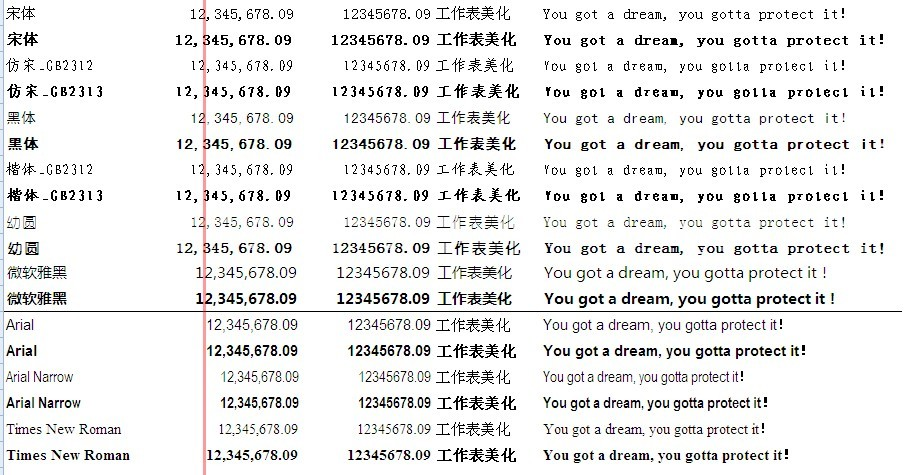 宋体 12,345,678.09 12345678.09 工作表美化 You got a dream, you gotta protect it!
宋体 12,345,678.09 12345678.09 工作表美化 You got a dream, you gotta protect it!
仿宋_GB2312 12,345,678.09 12345678.09 工作表美化 You got a dream, you gotta protect it!
仿宋_GB2313 12,345,678.09 12345678.09 工作表美化 You got a dream, you gotta protect it!
黑体 12,345,678.09 12345678.09 工作表美化 You got a dream, you gotta protect it!
黑体 12,345,678.09 12345678.09 工作表美化 You got a dream, you gotta protect it!
楷体_GB2312 12,345,678.09 12345678.09 工作表美化 You got a dream, you gotta protect it!
楷体_GB2313 12,345,678.09 12345678.09 工作表美化 You got a dream, you gotta protect it!
幼圆 12,345,678.09 12345678.09 工作表美化 You got a dream, you gotta protect it!
幼圆 12,345,678.09 12345678.09 工作表美化 You got a dream, you gotta protect it!
微软雅黑 12,345,678.09 12345678.09 工作表美化 You got a dream, you gotta protect it！
微软雅黑 12,345,678.09 12345678.09 工作表美化 You got a dream, you gotta protect it！
Arial 12,345,678.09 12345678.09 工作表美化 You got a dream, you gotta protect it!
Arial 12,345,678.09 12345678.09 工作表美化 You got a dream, you gotta protect it!
Arial Narrow 12,345,678.09 12345678.09 工作表美化 You got a dream, you gotta protect it!
Arial Narrow 12,345,678.09 12345678.09 工作表美化 You got a dream, you gotta protect it!
Times New Roman 12,345,678.09 12345678.09 工作表美化 You got a dream, you gotta protect it!
Times New Roman 12,345,678.09 12345678.09 工作表美化 You got a dream, you gotta protect it!